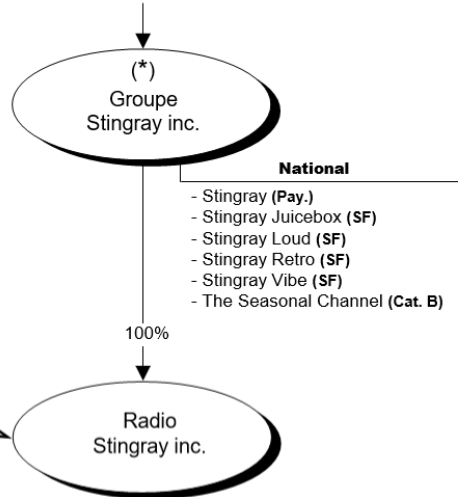 (*)
Groupe
Stingray inc.
National
- Stingray (Pay.)
- Stingray Juicebox (SF)
- Stingray Loud (SF)
- Stingray Retro (SF)
- Stingray Vibe (SF)
- The Seasonal Channel (Cat. B)
100%
Radio
Stingray inc.